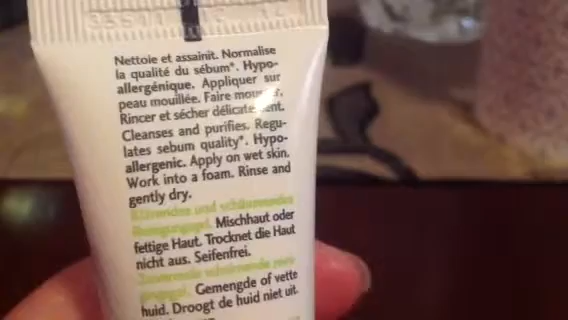 Nettoie et assainit. Normalise
la qualité du sébum*. Hypo-
allergénique. Appliquer sur
peau mouillée. Faire
Rincer et sécher
Cleanses and purifies. Regu-
lates sebum quality*. Hypo-
allergenic. Apply on wet skin.
Work into a foam. Rinse and
gently dry.
und
Mischhaut oder
fettige Haut. Trocknet die Haut
nicht aus. Seifenfrei.
Gemengde of vette
huid. Droogt de huid niet uit.